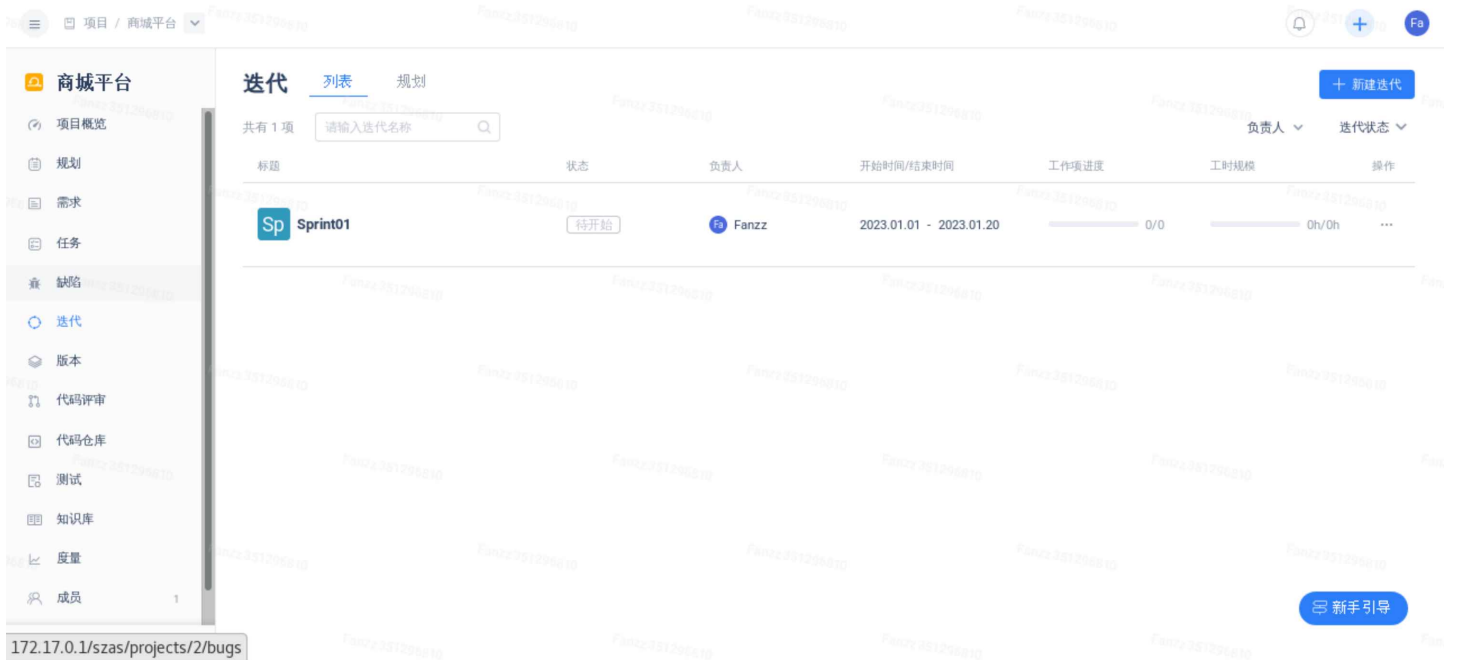 项目 / 商城平台
Fa
商城平台
项目概览
规划
需求
任务
缺陷
迭代
版本
代码评审
代码仓库
测试
知识库
度量
成员 1
172.17.0.1/szas/projects/2/bugs
迭代 列表 规划
+ 新建迭代
共有 1 项 请输入迭代名称 负责人 迭代状态
标题 状态 负责人 开始时间/结束时间 工作项进度 工时规模 操作
Sp Sprint01 待开始 Fa Fanzz 2023.01.01 - 2023.01.20 0/0 0h/0h ...
新手引导